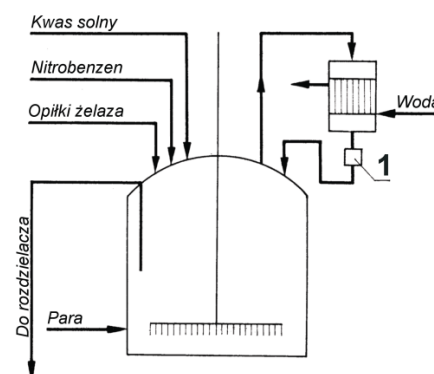 Kwas solny
Nitrobenzen
Opiłki żelaza
Woda
1
Do rozdzielacza
Para